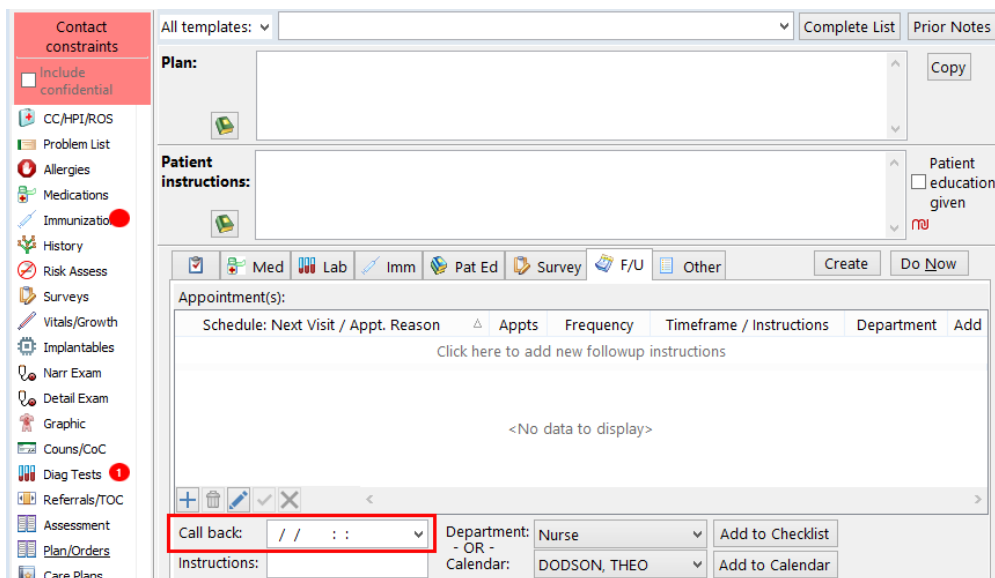 Contact
constraints
Include
confidential
CC/HPI/ROS
Problem List
Allergies
Medications
Immunizatio
History
Risk Assess
Surveys
Vitals/Growth
Implantables
Narr Exam
Detail Exam
Graphic
Couns/CoC
Diag Tests 1
Referrals/TOC
Assessment
Plan/Orders
Care Plans
All templates: Complete List Prior Notes
Plan: Copy
Patient
instructions:
Patient
education
given
Med Lab Imm Pat Ed Survey F/U Other Create Do Now
Appointment(s):
Schedule: Next Visit / Appt. Reason Appts Frequency Timeframe / Instructions Department Add
Click here to add new followup instructions
<No data to display>
Call back: / / : : Department: Nurse Add to Checklist
- OR -
Instructions: Calendar: DODSON, THEO Add to Calendar